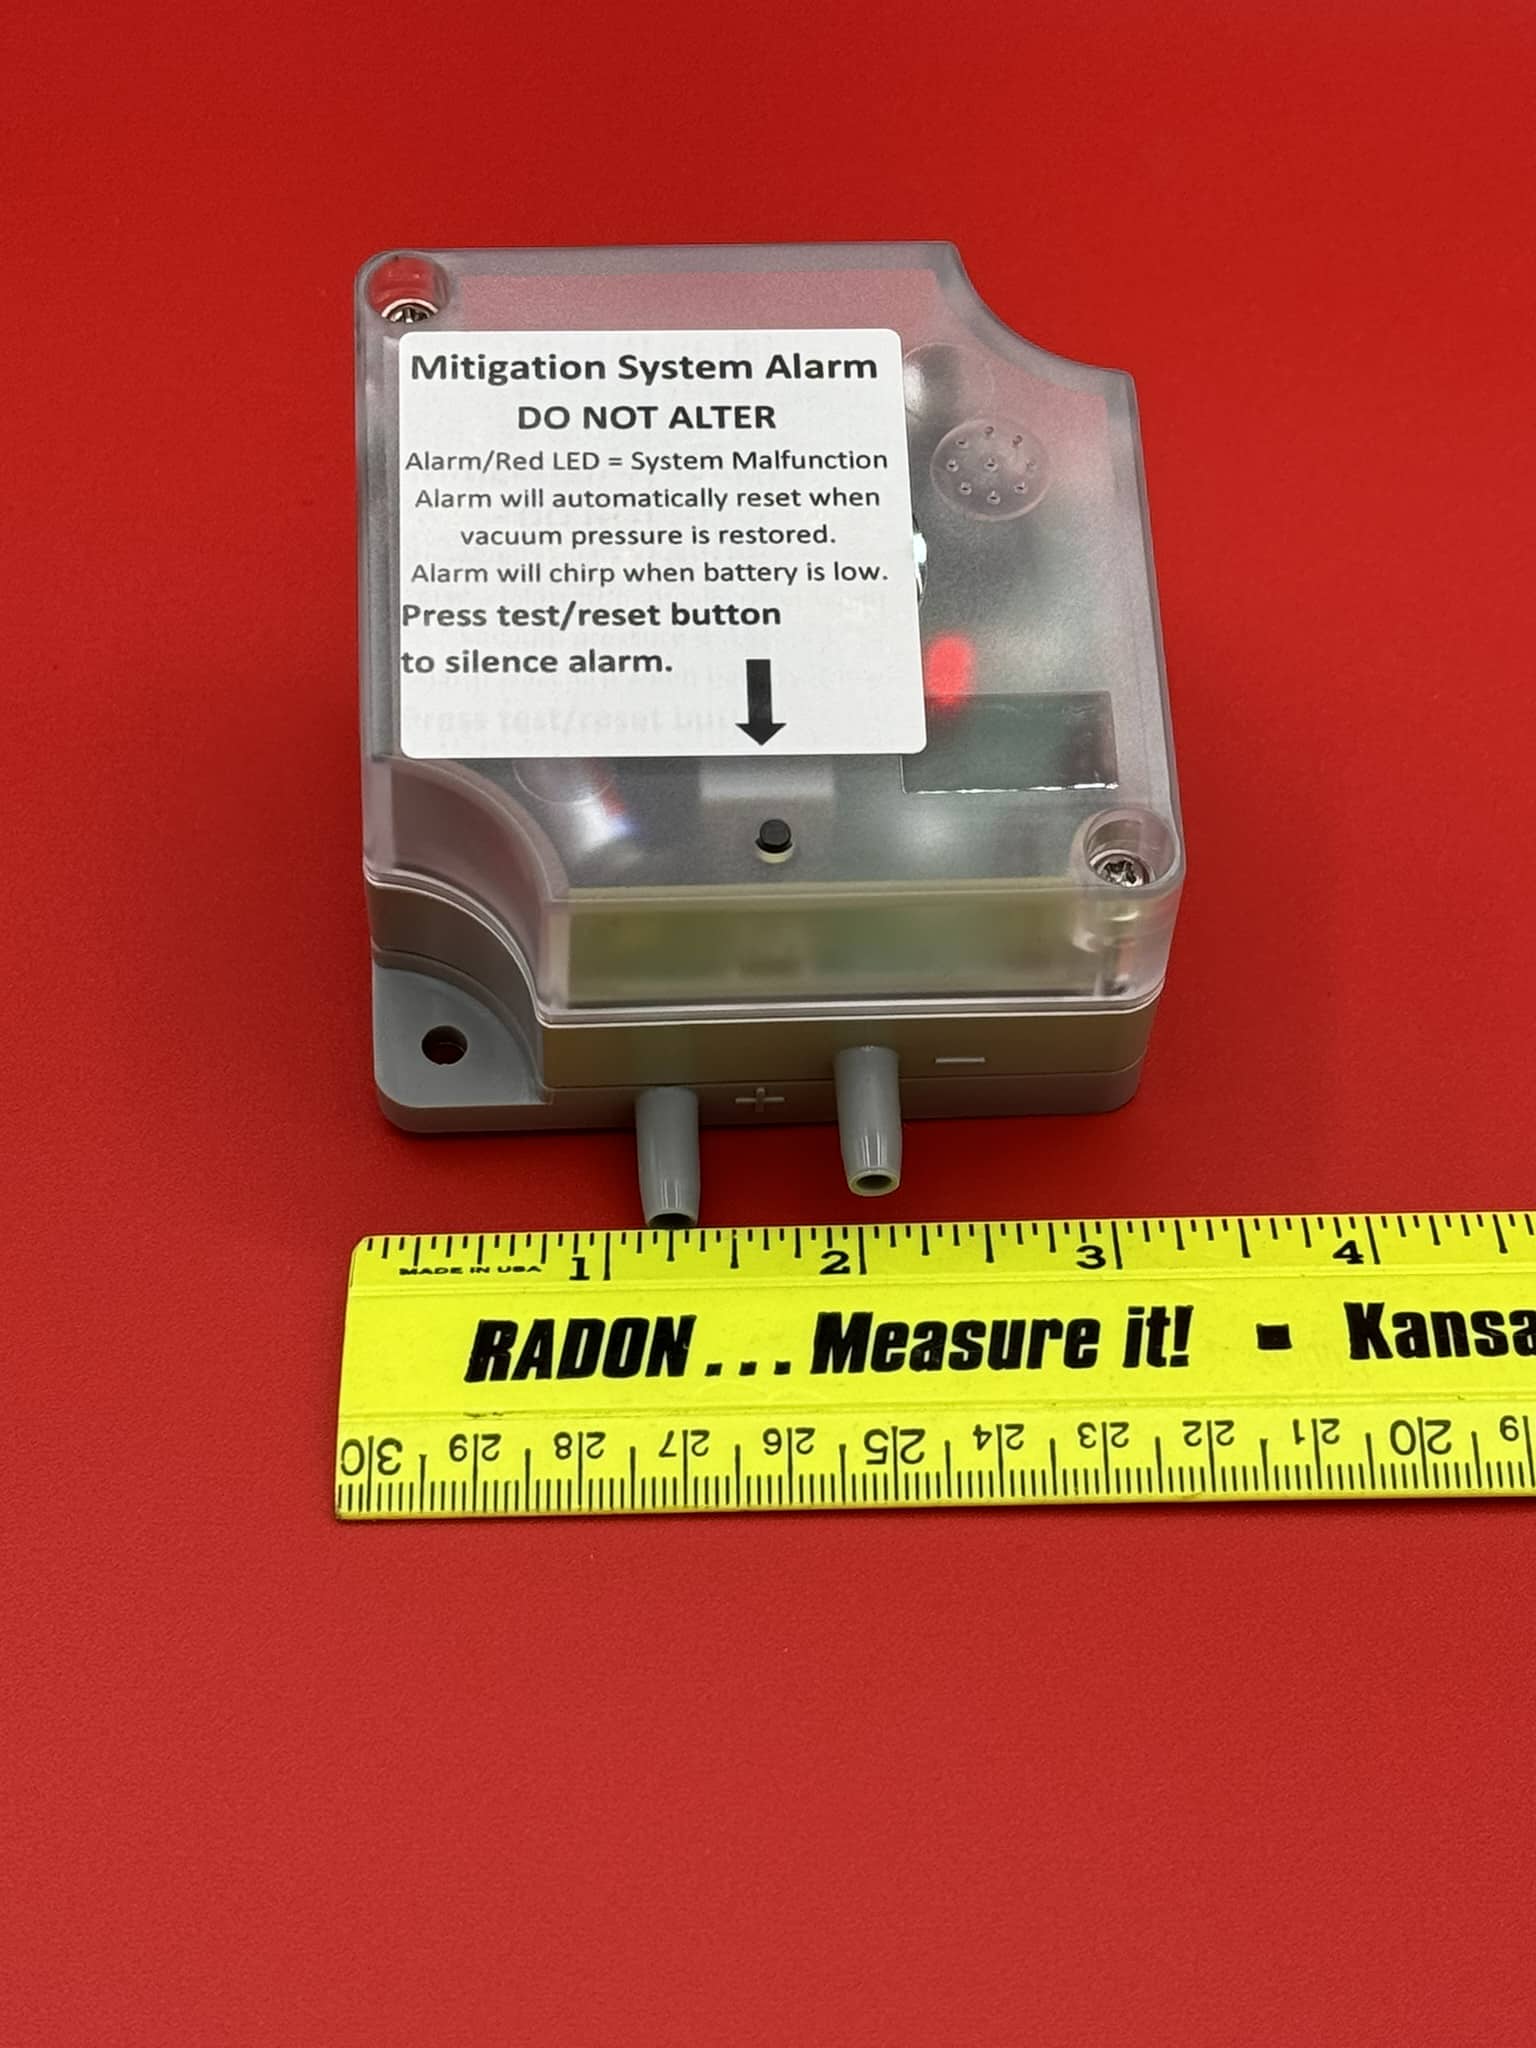 Mitigation System Alarm
DO NOT ALTER
Alarm/Red LED = System Malfunction
Alarm will automatically reset when
vacuum pressure is restored.
Alarm will chirp when battery is low.
Press test/reset button
to silence alarm.
+ −
1 2 3 4
MADE IN USA
RADON... Measure it! ▪ Kansa
30 29 28 27 26 25 24 23 22 21 20 9